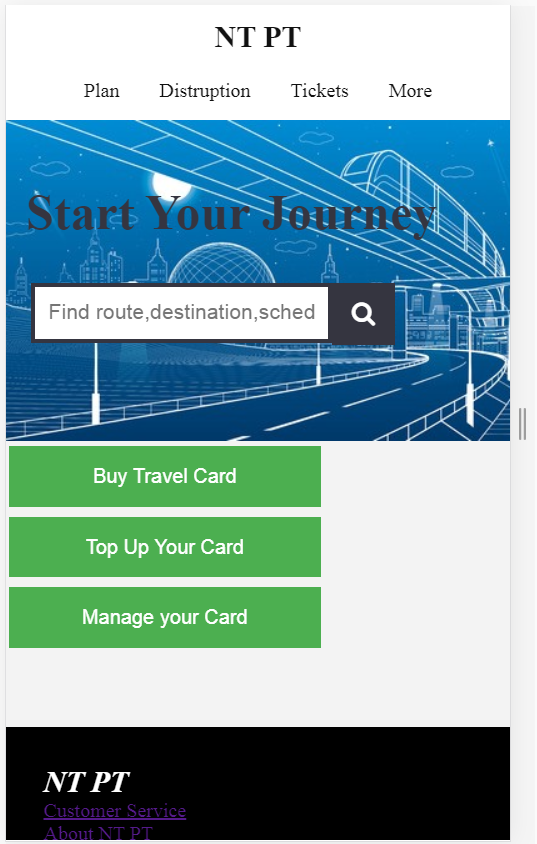 NT PT
Plan Distruption Tickets More
Start Your Journey
Find route,destination,sched
Buy Travel Card
Top Up Your Card
Manage your Card
NT PT
Customer Service
About NT PT